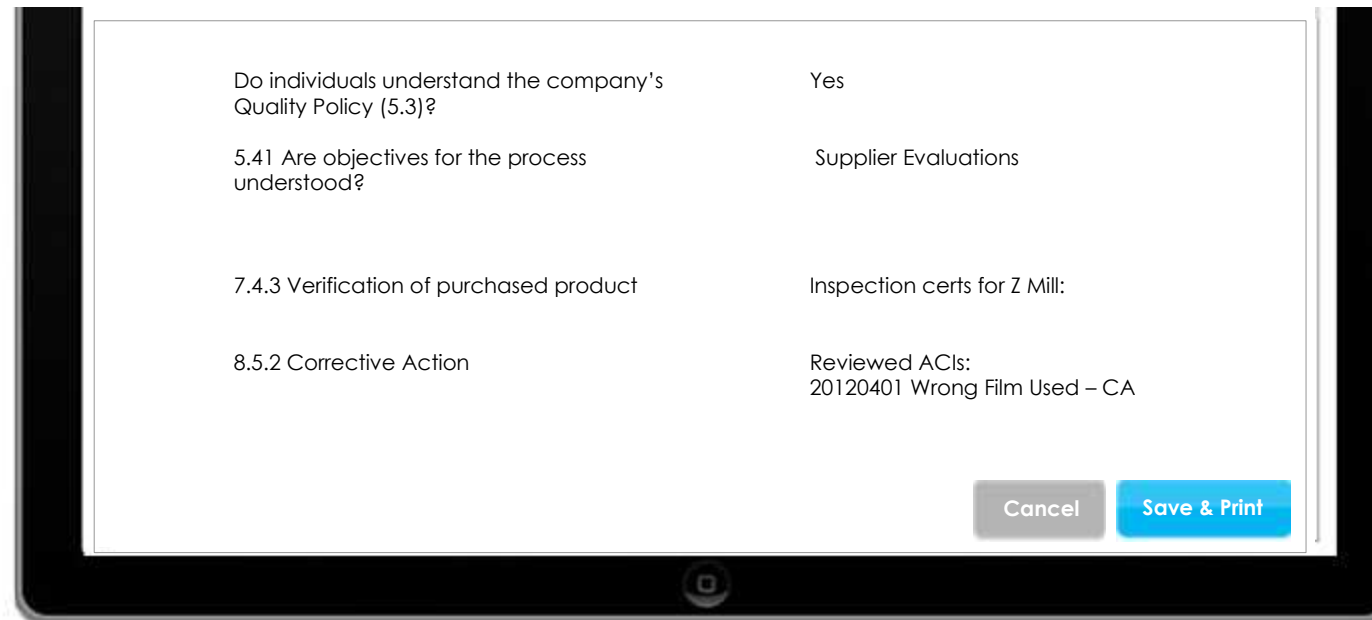 Do individuals understand the company’s
Quality Policy (5.3)?
Yes
5.41 Are objectives for the process
understood?
Supplier Evaluations
7.4.3 Verification of purchased product
Inspection certs for Z Mill:
8.5.2 Corrective Action
Reviewed ACIs:
20120401 Wrong Film Used – CA
Cancel
Save & Print